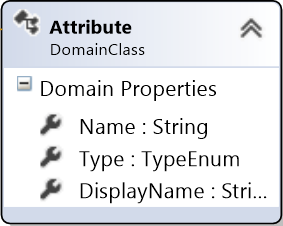 Attribute
DomainClass
Domain Properties
Name : String
Type : TypeEnum
DisplayName : Stri...